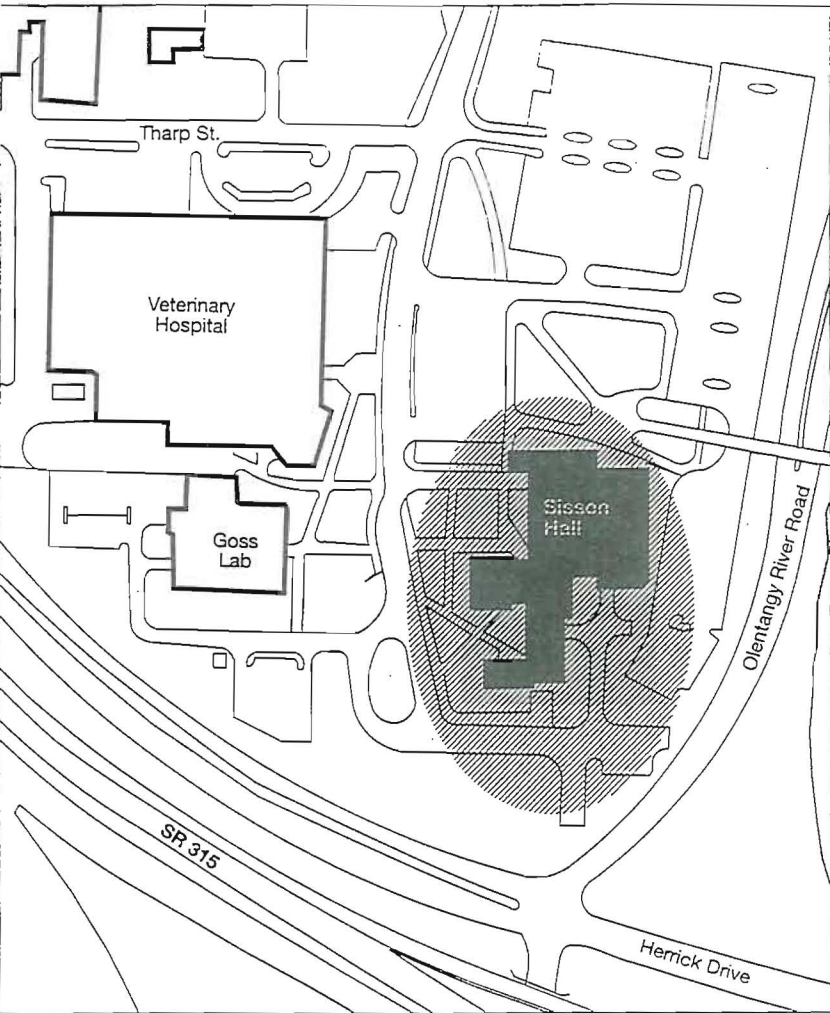 Tharp St.
Veterinary
Hospital
Sisson
Hall
Goss
Lab
Olentangy River Road
SR 315
Herrick Drive